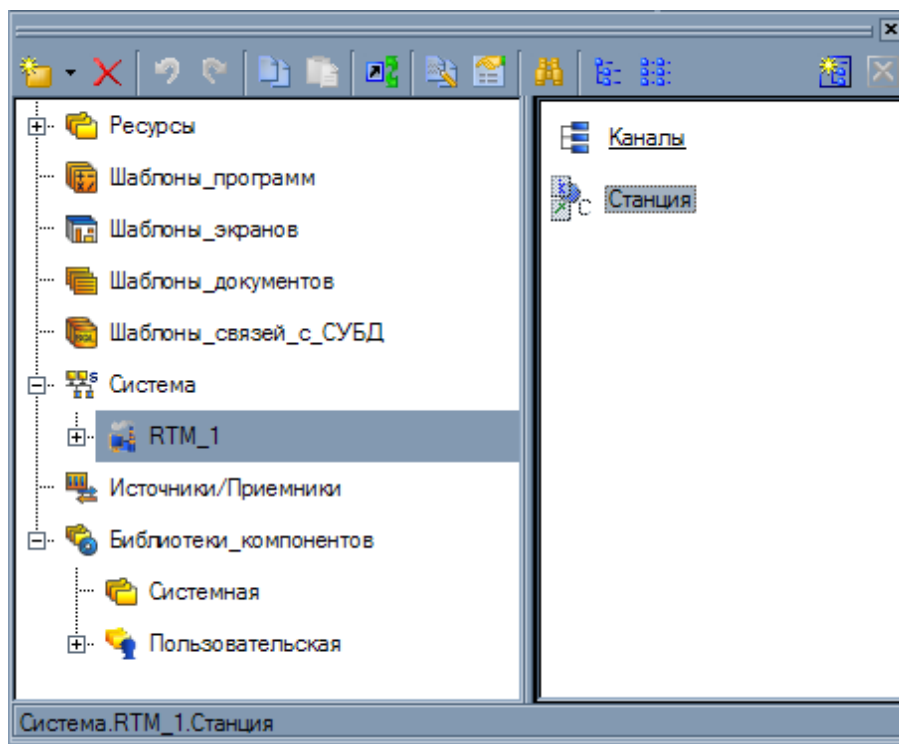 Ресурсы
Шаблоны_программ
Шаблоны_экранов
Шаблоны_документов
Шаблоны_связей_с_СУБД
Система
RTM_1
Источники/Приемники
Библиотеки_компонентов
Системная
Пользовательская
Каналы
Станция
Система.RTM_1.Станция